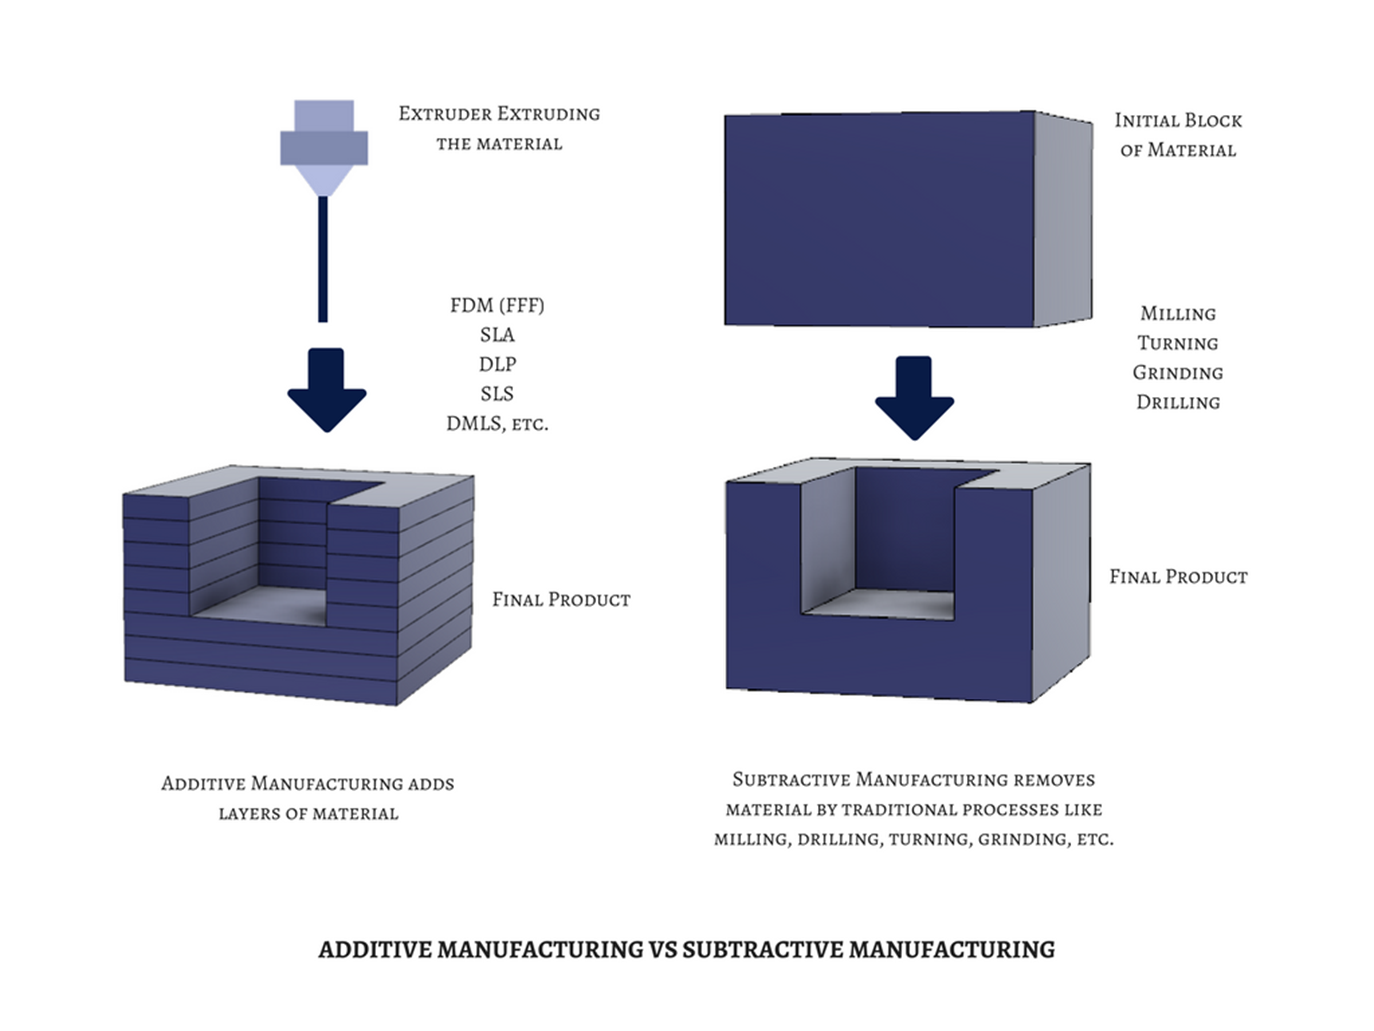 Extruder Extruding
the material
FDM (FFF)
SLA
DLP
SLS
DMLS, etc.
Final Product
Additive Manufacturing adds
layers of material
Initial Block
of Material
Milling
Turning
Grinding
Drilling
Final Product
Subtractive Manufacturing removes
material by traditional processes like
milling, drilling, turning, grinding, etc.
ADDITIVE MANUFACTURING VS SUBTRACTIVE MANUFACTURING